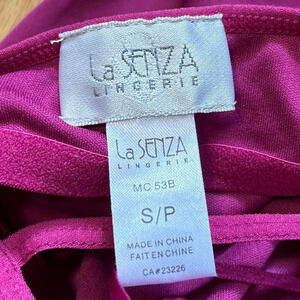 La SENZA
LINGERIE
La SENZA
LINGERIE
MC 53B
S/P
MADE IN CHINA
FAIT EN CHINE
CA#23226